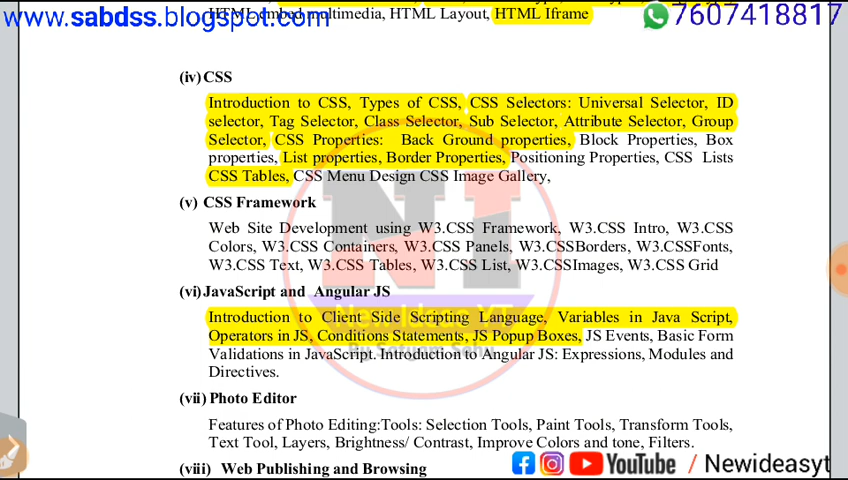 www.sabdss.blogspot.com
7607418817
HTML embed multimedia, HTML Layout, HTML Iframe
(iv) CSS
Introduction to CSS, Types of CSS, CSS Selectors: Universal Selector, ID
selector, Tag Selector, Class Selector, Sub Selector, Attribute Selector, Group
Selector, CSS Properties: Back Ground properties, Block Properties, Box
properties, List properties, Border Properties, Positioning Properties, CSS Lists
CSS Tables, CSS Menu Design CSS Image Gallery,
(v) CSS Framework
Web Site Development using W3.CSS Framework, W3.CSS Intro, W3.CSS
Colors, W3.CSS Containers, W3.CSS Panels, W3.CSSBorders, W3.CSSFonts,
W3.CSS Text, W3.CSS Tables, W3.CSS List, W3.CSSImages, W3.CSS Grid
(vi) JavaScript and Angular JS
Introduction to Client Side Scripting Language, Variables in Java Script,
Operators in JS, Conditions Statements, JS Popup Boxes, JS Events, Basic Form
Validations in JavaScript. Introduction to Angular JS: Expressions, Modules and
Directives.
(vii) Photo Editor
Features of Photo Editing:Tools: Selection Tools, Paint Tools, Transform Tools,
Text Tool, Layers, Brightness/ Contrast, Improve Colors and tone, Filters.
(viii) Web Publishing and Browsing
YouTube / Newideasyt